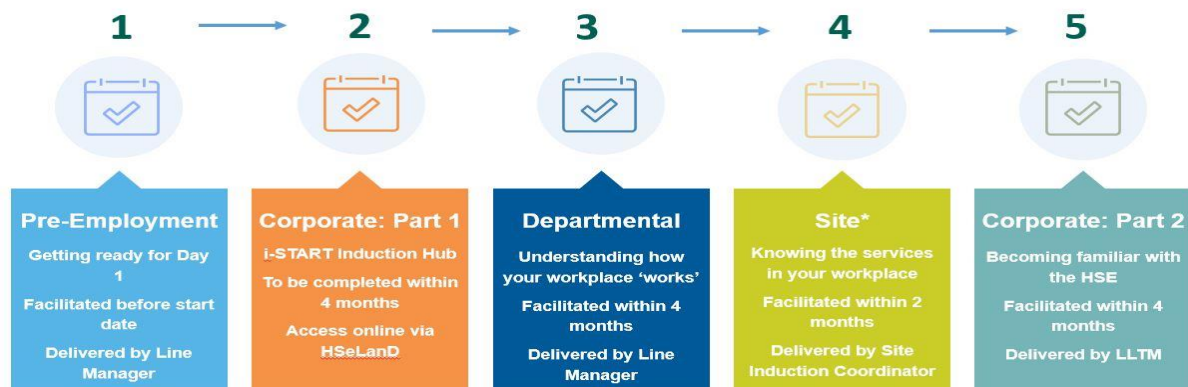 1
2
3
4
5
Pre-Employment
Getting ready for Day
1
Facilitated before start
date
Delivered by Line
Manager
Corporate: Part 1
i-START Induction Hub
To be completed within
4 months
Access online via
HSeLanD
Departmental
Understanding how
your workplace ‘works’
Facilitated within 4
months
Delivered by Line
Manager
Site*
Knowing the services
in your workplace
Facilitated within 2
months
Delivered by Site
Induction Coordinator
Corporate: Part 2
Becoming familiar with
the HSE
Facilitated within 4
months
Delivered by LLTM